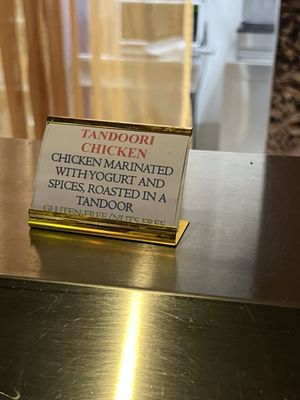 TANDOORI
CHICKEN
CHICKEN MARINATED
WITH YOGURT AND
SPICES, ROASTED IN A
TANDOOR
GLUTEN-FREE/NUTS-FREE